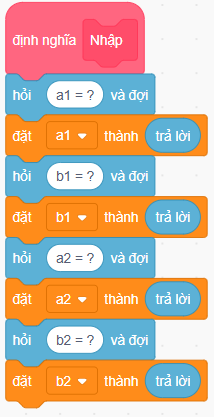 định nghĩa Nhập
hỏi a1 = ? và đợi
đặt a1 thành trả lời
hỏi b1 = ? và đợi
đặt b1 thành trả lời
hỏi a2 = ? và đợi
đặt a2 thành trả lời
hỏi b2 = ? và đợi
đặt b2 thành trả lời